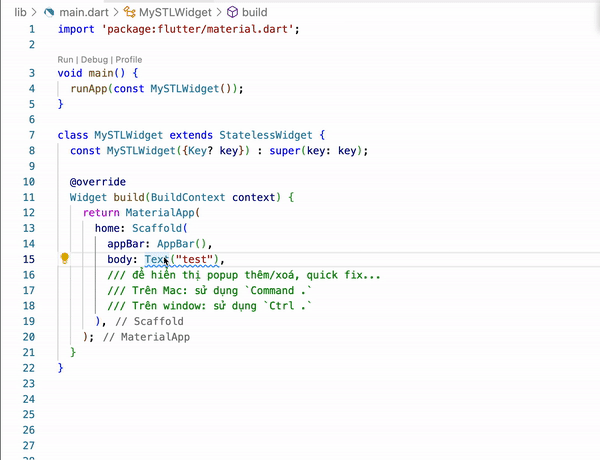 lib > main.dart > MySTLWidget > build
1 import 'package:flutter/material.dart';
2
Run | Debug | Profile
3 void main() {
4 runApp(const MySTLWidget());
5 }
6
7 class MySTLWidget extends StatelessWidget {
8 const MySTLWidget({Key? key}) : super(key: key);
9
10 @override
11 Widget build(BuildContext context) {
12 return MaterialApp(
13 home: Scaffold(
14 appBar: AppBar(),
15 body: Text("test"),
16 /// để hiển thị popup thêm/xoá, quick fix...
17 /// Trên Mac: sử dụng `Command .`
18 /// Trên window: sử dụng `Ctrl .`
19 ), // Scaffold
20 ); // MaterialApp
21 }
22 }
23
24
25
26
27
28